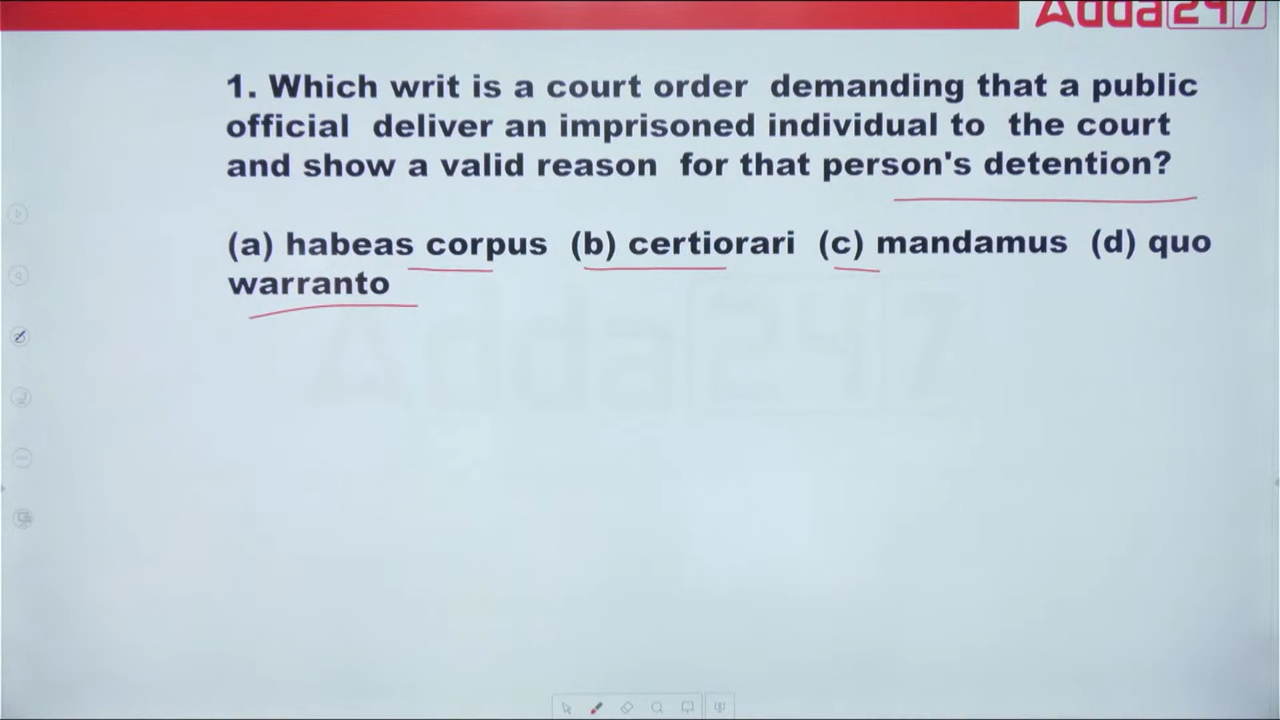 Adda247
1. Which writ is a court order demanding that a public
official deliver an imprisoned individual to the court
and show a valid reason for that person's detention?
(a) habeas corpus (b) certiorari (c) mandamus (d) quo
warranto
Adda247